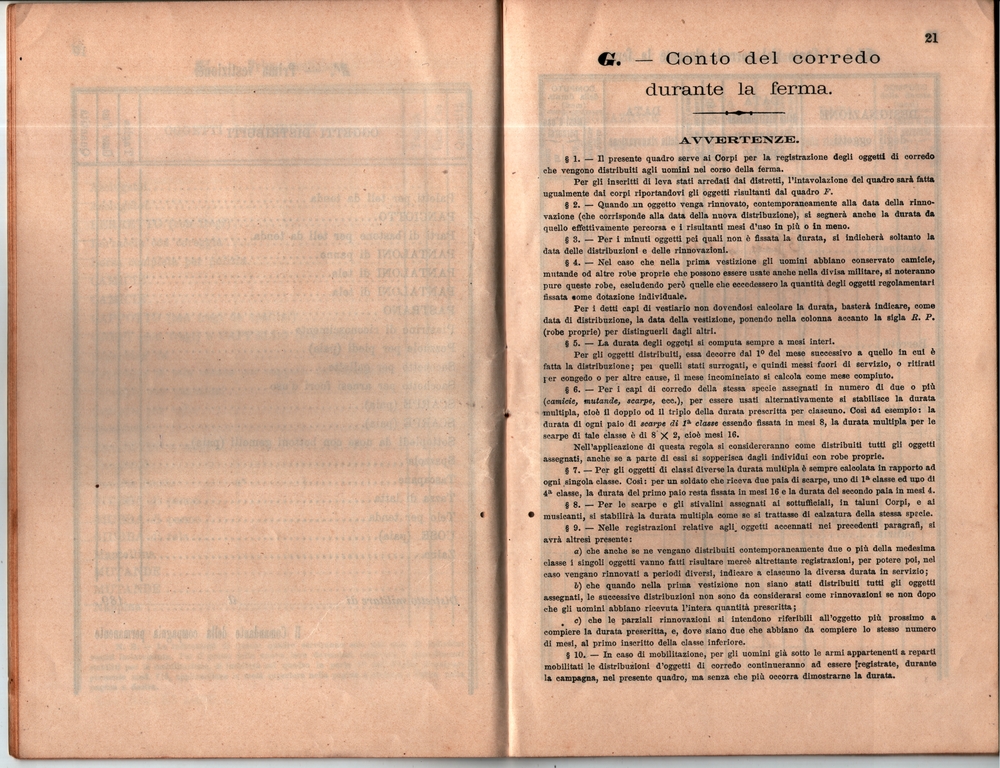 21
G. — Conto del corredo
durante la ferma.
AVVERTENZE.
§ 1. — Il presente quadro serve ai Corpi per la registrazione degli oggetti di corredo
che vengono distribuiti agli uomini nel corso della ferma.
Per gli inscritti di leva stati arredati dai distretti, l'intavolazione del quadro sarà fatta
ugualmente dai corpi riportandovi gli oggetti risultanti dal quadro F.
§ 2. — Quando un oggetto venga rinnovato, contemporaneamente alla data della rinno-
vazione (che corrisponde alla data della nuova distribuzione), si segnerà anche la durata da
quello effettivamente percorsa e i risultanti mesi d'uso in più o in meno.
§ 3. — Per i minuti oggetti pei quali non è fissata la durata, si indicherà soltanto la
data delle distribuzioni e delle rinnovazioni.
§ 4. — Nel caso che nella prima vestizione gli uomini abbiano conservato camicie,
mutande od altre robe proprie che possono essere usate anche nella divisa militare, si noteranno
pure queste robe, escludendo però quelle che eccedessero la quantità degli oggetti regolamentari
fissata come dotazione individuale.
Per i detti capi di vestiario non dovendosi calcolare la durata, basterà indicare, come
data di distribuzione, la data della vestizione, ponendo nella colonna accanto la sigla R. P.
(robe proprie) per distinguerli dagli altri.
§ 5. — La durata degli oggetti si computa sempre a mesi interi.
Per gli oggetti distribuiti, essa decorre dal 1º del mese successivo a quello in cui è
fatta la distribuzione; pei quelli stati surrogati, e quindi messi fuori di servizio, o ritirati
per congedo o per altre cause, il mese incominciato si calcola come mese compiuto.
§ 6. — Per i capi di corredo della stessa specie assegnati in numero di due o più
(camicie, mutande, scarpe, ecc.), per essere usati alternativamente si stabilisce la durata
multipla, cioè il doppio od il triplo della durata prescritta per ciascuno. Così ad esempio: la
durata di ogni paio di scarpe di 1ª classe essendo fissata in mesi 8, la durata multipla per le
scarpe di tale classe è di 8 × 2, cioè mesi 16.
Nell'applicazione di questa regola si considereranno come distribuiti tutti gli oggetti
assegnati, anche se a parte di essi si sopperisca dagli individui con robe proprie.
§ 7. — Per gli oggetti di classi diverse la durata multipla è sempre calcolata in rapporto ad
ogni singola classe. Così: per un soldato che riceva due paia di scarpe, uno di 1ª classe ed uno di
4ª classe, la durata del primo paio resta fissata in mesi 16 e la durata del secondo paia in mesi 4.
§ 8. — Per le scarpe e gli stivalini assegnati ai sottufficiali, in taluni Corpi, e ai
musicanti, si stabilirà la durata multipla come se si trattasse di calzatura della stessa specie.
§ 9. — Nelle registrazioni relative agli oggetti accennati nei precedenti paragrafi, si
avrà altresì presente:
a) che anche se ne vengano distribuiti contemporaneamente due o più della medesima
classe i singoli oggetti vanno fatti risultare mercè altrettante registrazioni, per potere poi, nel
caso vengano rinnovati a periodi diversi, indicare a ciascuno la diversa durata in servizio;
b) che quando nella prima vestizione non siano stati distribuiti tutti gli oggetti
assegnati, le successive distribuzioni non sono da considerarsi come rinnovazioni se non dopo
che gli uomini abbiano ricevuta l'intera quantità prescritta;
c) che le parziali rinnovazioni si intendono riferibili all'oggetto più prossimo a
compiere la durata prescritta, e, dove siano due che abbiano da compiere lo stesso numero
di mesi, al primo inscritto della classe inferiore.
§ 10. — In caso di mobilitazione, per gli uomini già sotto le armi appartenenti a reparti
mobilitati le distribuzioni d'oggetti di corredo continueranno ad essere registrate, durante
la campagna, nel presente quadro, ma senza che più occorra dimostrarne la durata.